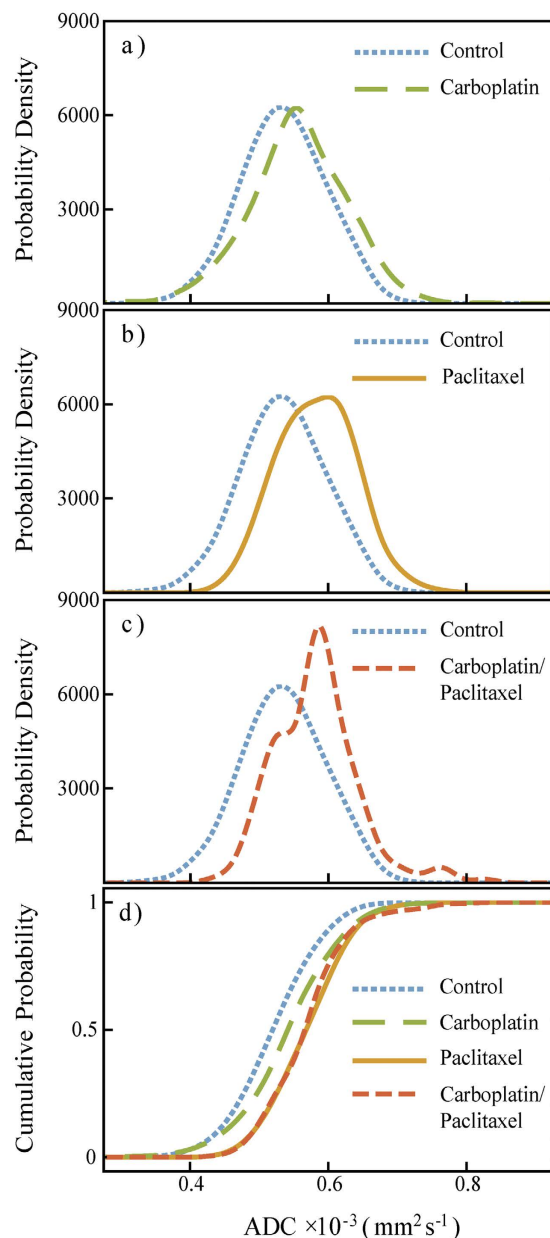 9000
a)
Control
Carboplatin
6000
3000
Probability Density
9000
b)
Control
Paclitaxel
6000
3000
Probability Density
9000
c)
Control
Carboplatin/
Paclitaxel
6000
3000
Probability Density
1
d)
Control
Carboplatin
Paclitaxel
Carboplatin/
Paclitaxel
0.5
0
Cumulative Probability
0.4 0.6 0.8
ADC ×10⁻³ (mm² s⁻¹)